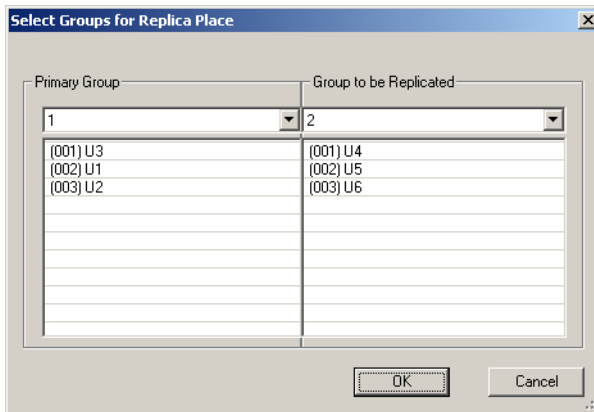 Select Groups for Replica Place
Primary Group
Group to be Replicated
1
2
(001) U3
(001) U4
(002) U1
(002) U5
(003) U2
(003) U6
OK
Cancel